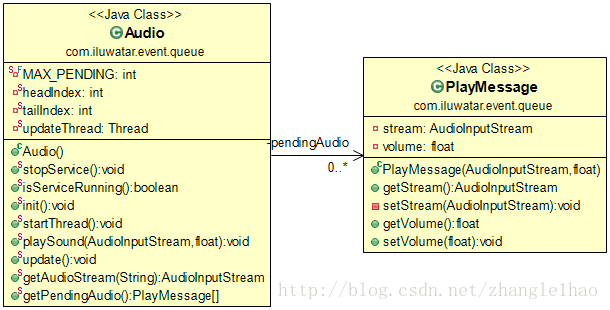 <<Java Class>>
Audio
com.iluwatar.event.queue
MAX_PENDING: int
headIndex: int
tailIndex: int
updateThread: Thread
Audio()
stopService():void
isServiceRunning():boolean
init():void
startThread():void
playSound(AudioInputStream,float):void
update():void
getAudioStream(String):AudioInputStream
getPendingAudio():PlayMessage[]
-pendingAudio
0..*
<<Java Class>>
PlayMessage
com.iluwatar.event.queue
stream: AudioInputStream
volume: float
PlayMessage(AudioInputStream,float)
getStream():AudioInputStream
setStream(AudioInputStream):void
getVolume():float
setVolume(float):void
http://blog.csdn.net/zhanglelhao